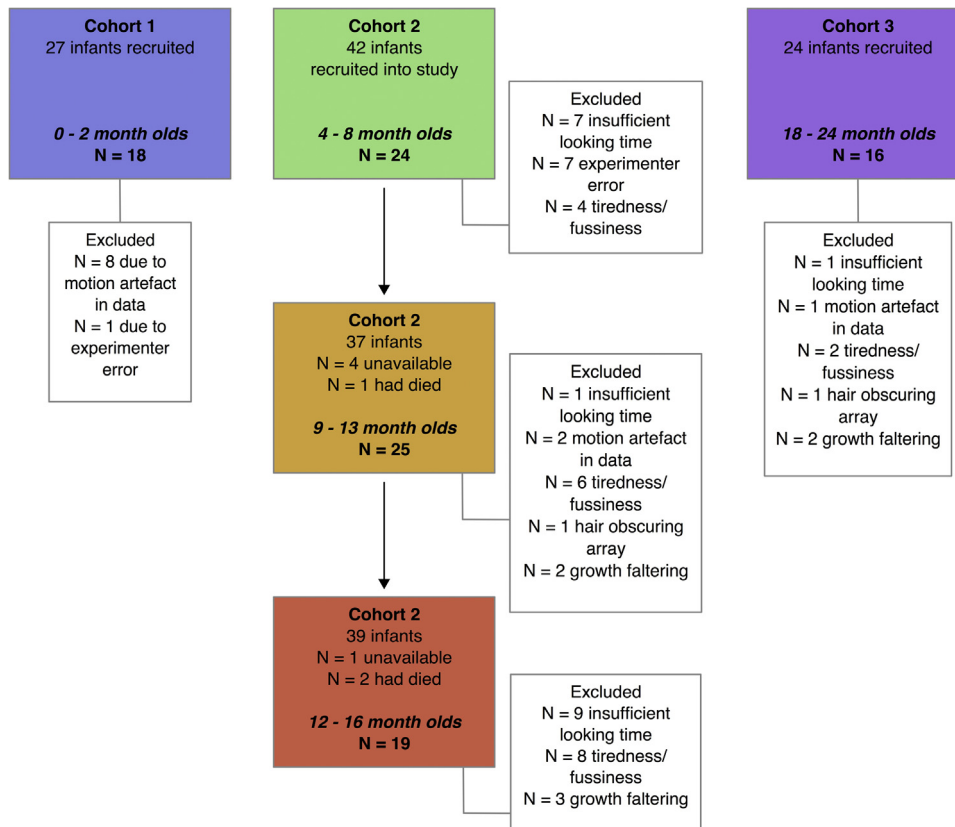 Cohort 1
27 infants recruited
0 - 2 month olds
N = 18
Excluded
N = 8 due to
motion artefact
in data
N = 1 due to
experimenter
error
Cohort 2
42 infants
recruited into study
4 - 8 month olds
N = 24
Excluded
N = 7 insufficient
looking time
N = 7 experimenter
error
N = 4 tiredness/
fussiness
Cohort 2
37 infants
N = 4 unavailable
N = 1 had died
9 - 13 month olds
N = 25
Excluded
N = 1 insufficient
looking time
N = 2 motion artefact
in data
N = 6 tiredness/
fussiness
N = 1 hair obscuring
array
N = 2 growth faltering
Cohort 2
39 infants
N = 1 unavailable
N = 2 had died
12 - 16 month olds
N = 19
Excluded
N = 9 insufficient
looking time
N = 8 tiredness/
fussiness
N = 3 growth faltering
Cohort 3
24 infants recruited
18 - 24 month olds
N = 16
Excluded
N = 1 insufficient
looking time
N = 1 motion artefact
in data
N = 2 tiredness/
fussiness
N = 1 hair obscuring
array
N = 2 growth faltering